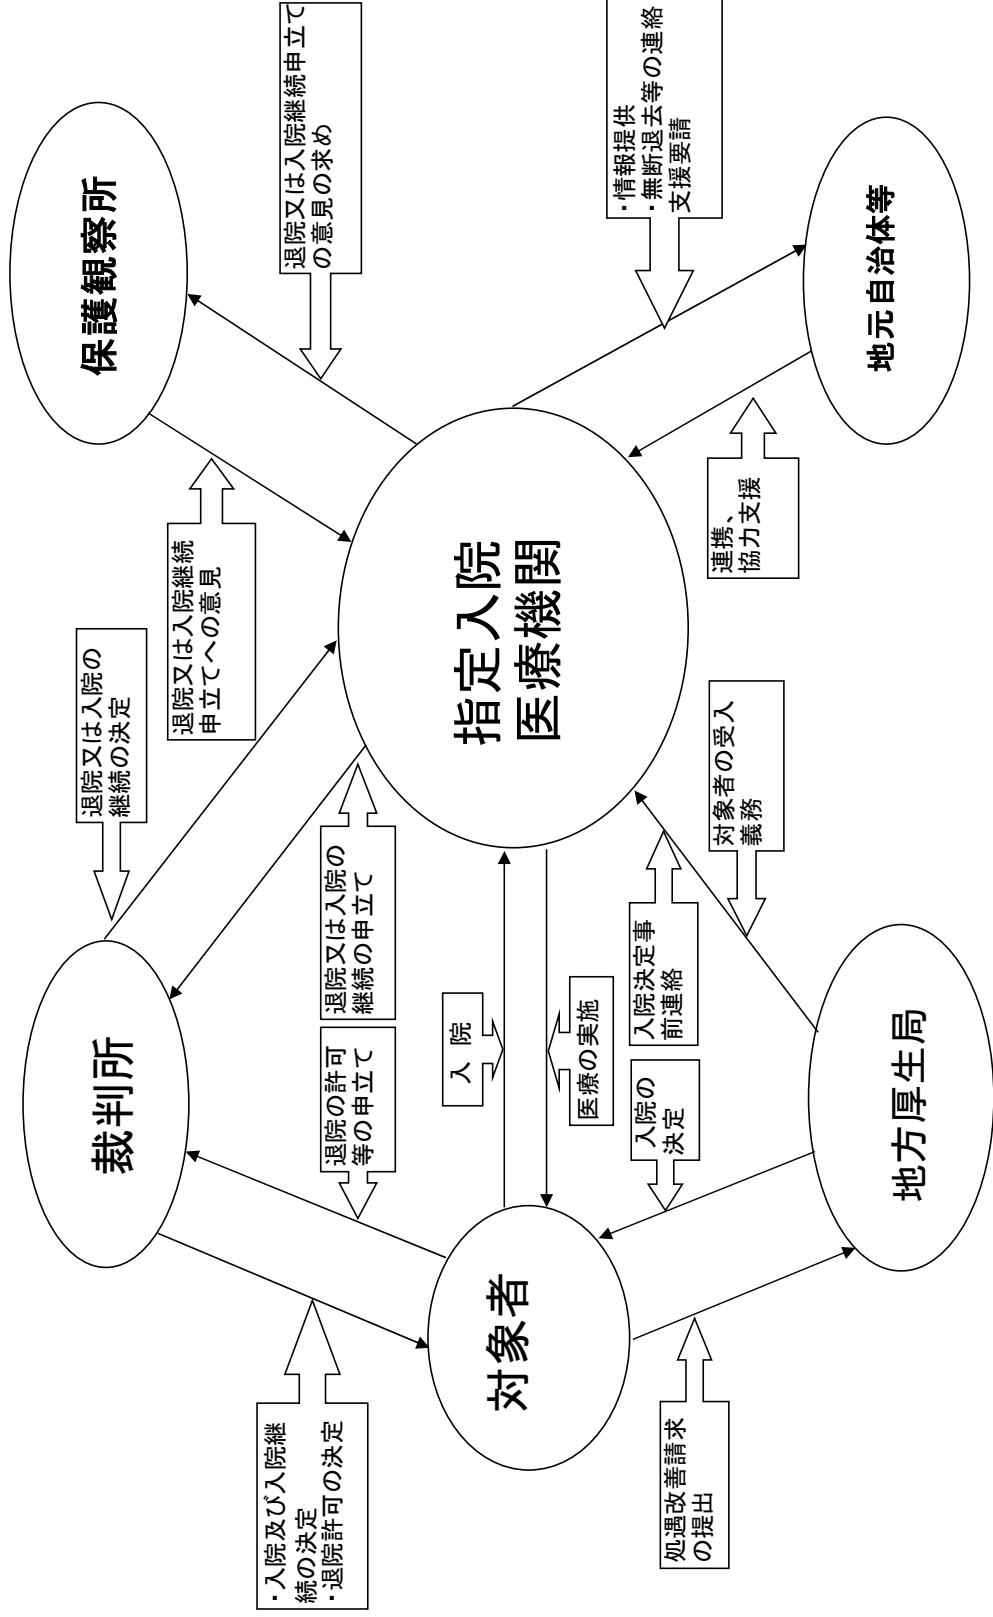 ・入院及び入院継
続の決定
・退院許可の決定
裁判所
退院又は入院の
継続の決定
退院又は入院継続
申立てへの意見
保護観察所
退院又は入院継続申立て
の意見の求め
退院の許可
等の申立て
退院又は入院の
継続の申立て
対象者
入 院
医療の実施
指定入院
医療機関
・情報提供
・無断退去等の連絡
支援要請
処遇改善請求
の提出
入院の
決定
入院決定事
前連絡
対象者の受入
義務
連携、
協力支援
地方厚生局
地元自治体等